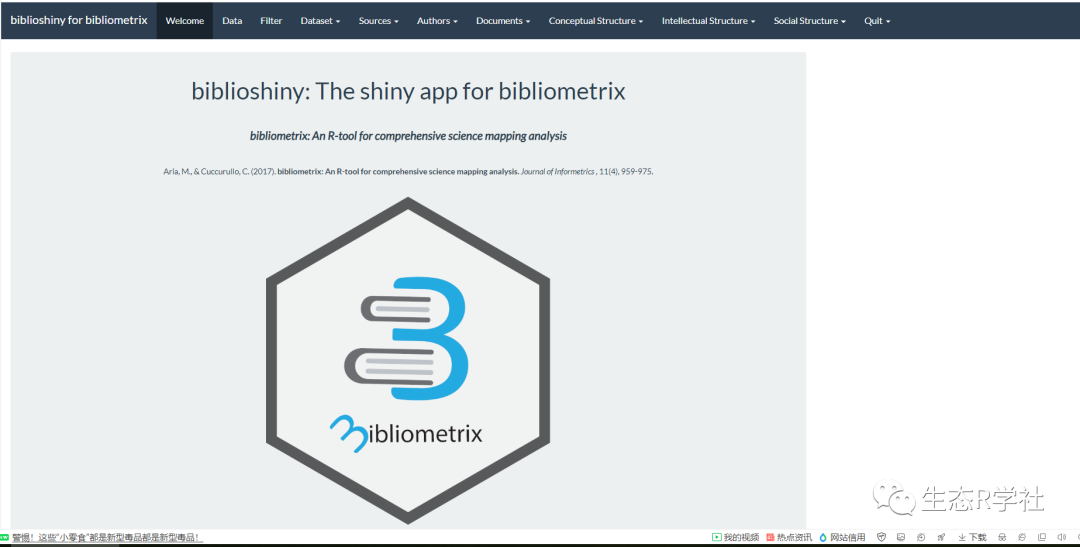 biblioshiny for bibliometrix Welcome Data Filter Dataset Sources Authors Documents Conceptual Structure Intellectual Structure Social Structure Quit
biblioshiny: The shiny app for bibliometrix
bibliometrix: An R-tool for comprehensive science mapping analysis
Aria, M., & Cuccurullo, C. (2017). bibliometrix: An R-tool for comprehensive science mapping analysis. Journal of Informetrics , 11(4), 959-975.
Bibliometrix
生态R学社
警惕！这些“小零食”都是新型毒品都是新型毒品！ 我的视频 热点资讯 网站信用 下载